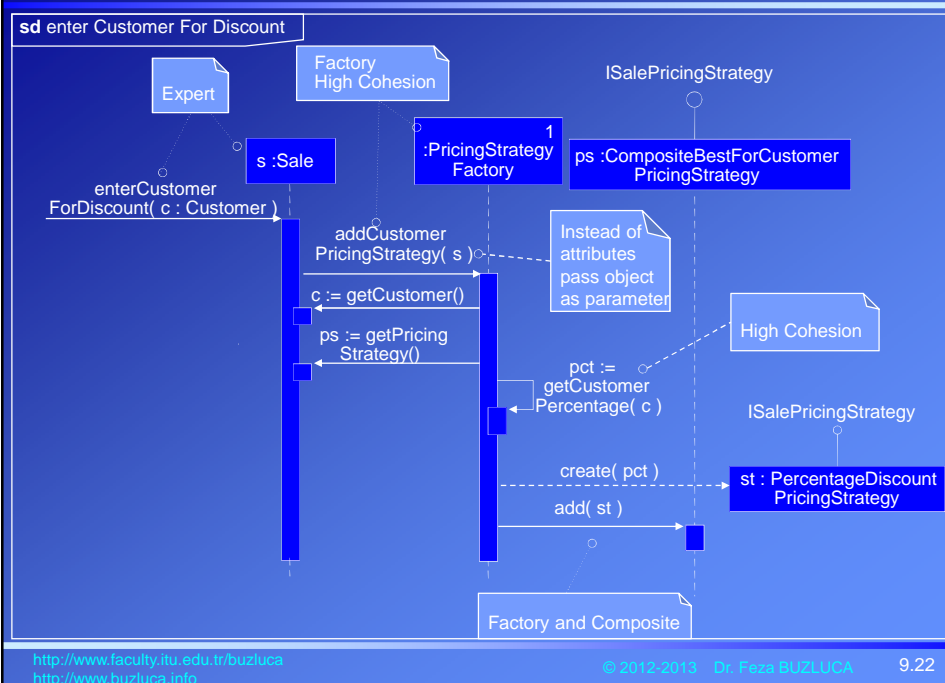 sd enter Customer For Discount
Factory
High Cohesion
ISalePricingStrategy
Expert
1
:PricingStrategy
Factory
s :Sale
ps :CompositeBestForCustomer
PricingStrategy
enterCustomer
ForDiscount( c : Customer )
addCustomer
PricingStrategy( s )
Instead of
attributes
pass object
as parameter
c := getCustomer()
ps := getPricing
Strategy()
High Cohesion
pct :=
getCustomer
Percentage( c )
ISalePricingStrategy
create( pct )
st : PercentageDiscount
PricingStrategy
add( st )
Factory and Composite
http://www.faculty.itu.edu.tr/buzluca
http://www.buzluca.info
© 2012-2013 Dr. Feza BUZLUCA
9.22